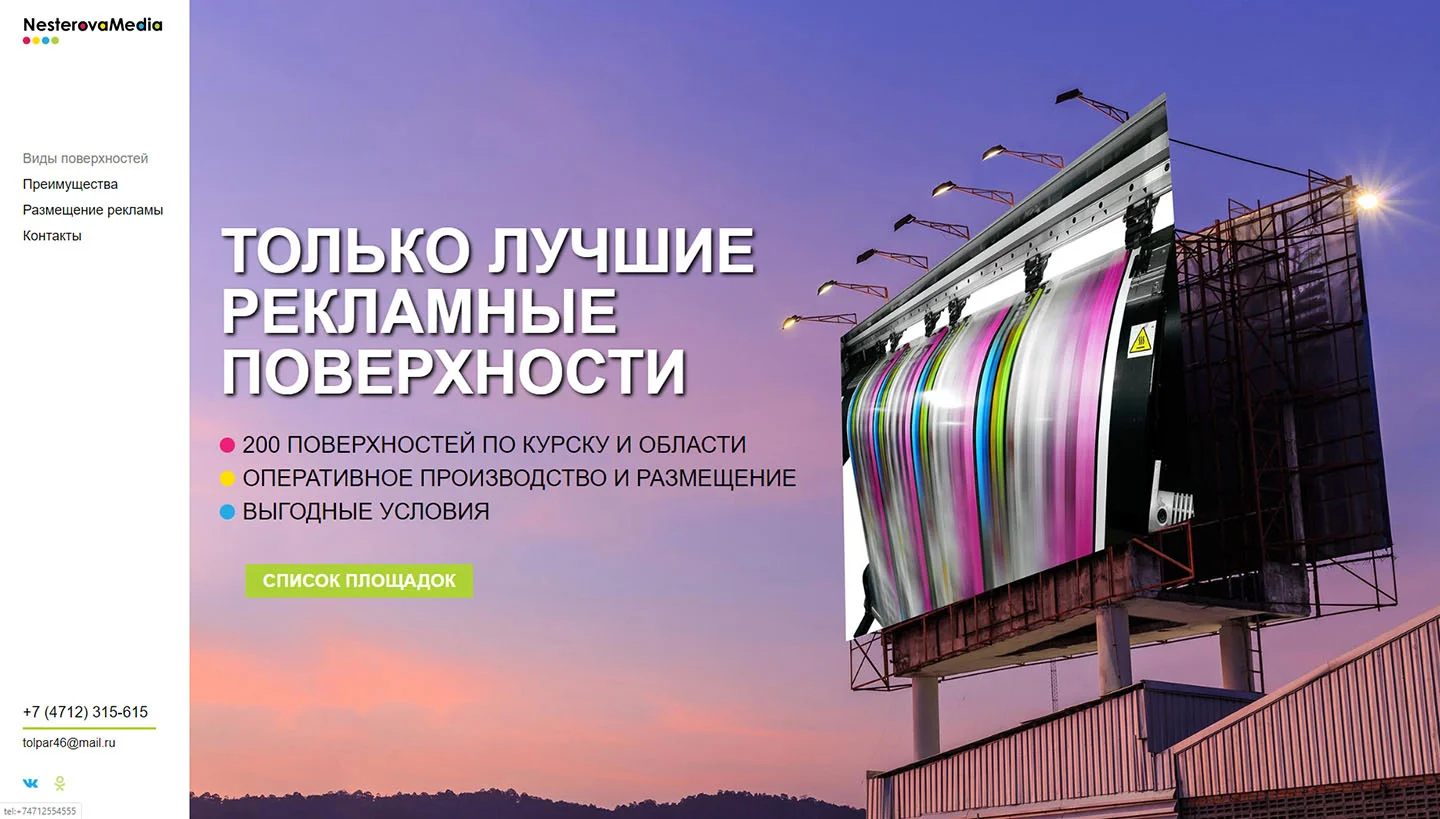 NesterovaMedia
Виды поверхностей
Преимущества
Размещение рекламы
Контакты
ТОЛЬКО ЛУЧШИЕ
РЕКЛАМНЫЕ
ПОВЕРХНОСТИ
200 ПОВЕРХНОСТЕЙ ПО КУРСКУ И ОБЛАСТИ
ОПЕРАТИВНОЕ ПРОИЗВОДСТВО И РАЗМЕЩЕНИЕ
ВЫГОДНЫЕ УСЛОВИЯ
СПИСОК ПЛОЩАДОК
+7 (4712) 315-615
tolpar46@mail.ru
tel:+74712554555